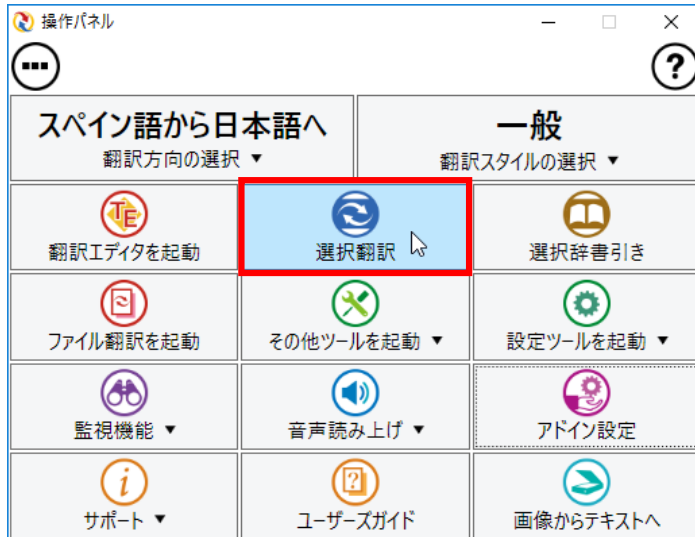 操作パネル
スペイン語から日本語へ
翻訳方向の選択 ▼
一般
翻訳スタイルの選択 ▼
TE
翻訳エディタを起動
選択翻訳
選択辞書引き
ファイル翻訳を起動
その他ツールを起動 ▼
設定ツールを起動 ▼
監視機能 ▼
音声読み上げ ▼
アドイン設定
サポート ▼
ユーザーズガイド
画像からテキストへ